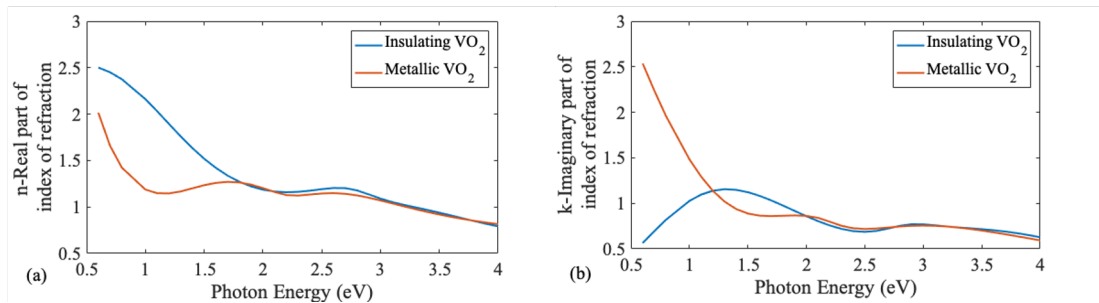 3
2.5
2
1.5
1
0.5
n-Real part of
index of refraction
Insulating VO₂
Metallic VO₂
0.5 1 1.5 2 2.5 3 3.5 4
(a)
Photon Energy (eV)
3
2.5
2
1.5
1
0.5
k-Imaginary part of
index of refraction
Insulating VO₂
Metallic VO₂
0.5 1 1.5 2 2.5 3 3.5 4
(b)
Photon Energy (eV)